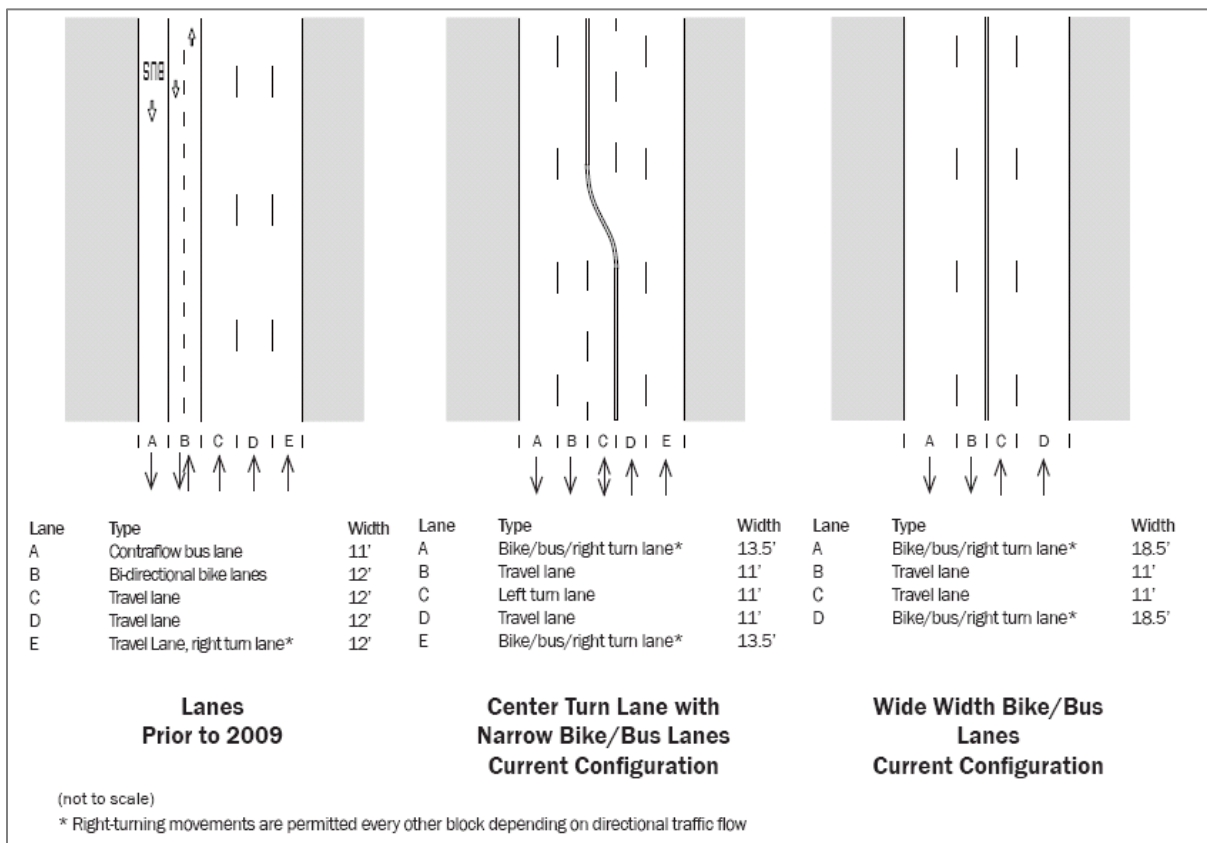 BUS
A B C D E
A B C D E
A B C D
Lane Type Width
A Contraflow bus lane 11'
B Bi-directional bike lanes 12'
C Travel lane 12'
D Travel lane 12'
E Travel Lane, right turn lane* 12'
Lanes
Prior to 2009
Lane Type Width
A Bike/bus/right turn lane* 13.5'
B Travel lane 11'
C Left turn lane 11'
D Travel lane 11'
E Bike/bus/right turn lane* 13.5'
Center Turn Lane with
Narrow Bike/Bus Lanes
Current Configuration
Lane Type Width
A Bike/bus/right turn lane* 18.5'
B Travel lane 11'
C Travel lane 11'
D Bike/bus/right turn lane* 18.5'
Wide Width Bike/Bus
Lanes
Current Configuration
(not to scale)
* Right-turning movements are permitted every other block depending on directional traffic flow